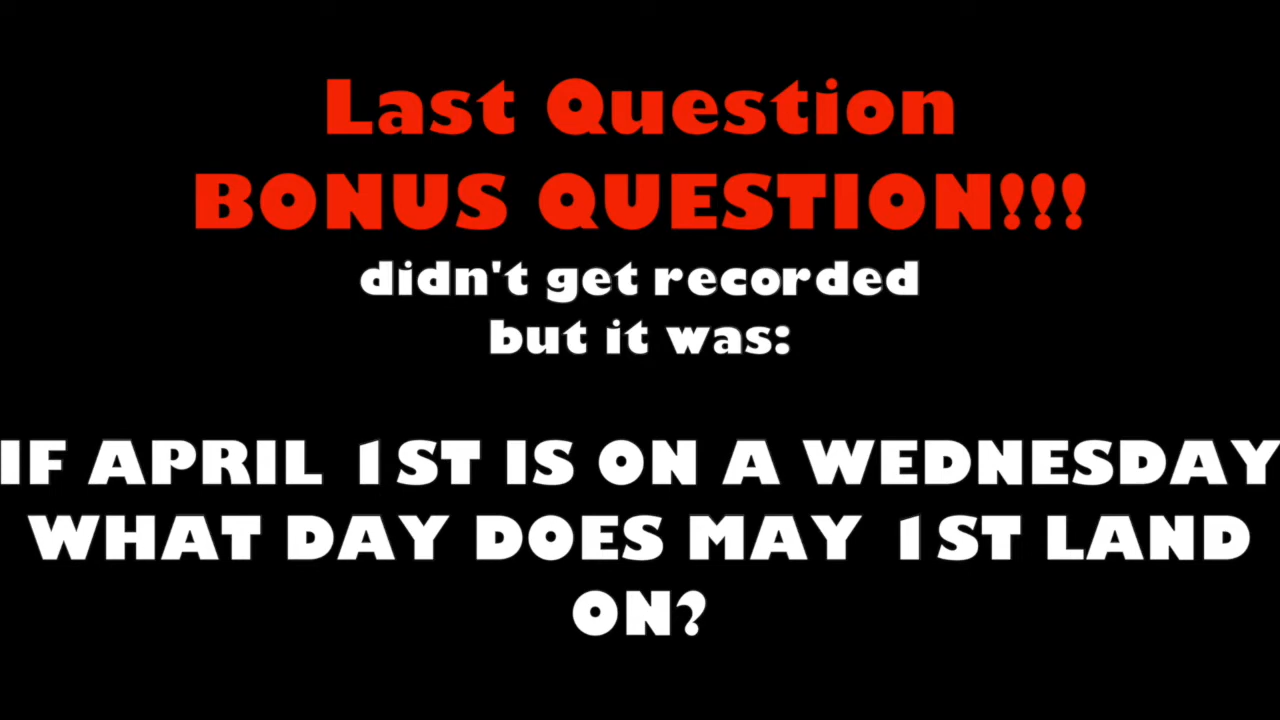 Last Question
BONUS QUESTION!!!
didn't get recorded
but it was:
IF APRIL 1ST IS ON A WEDNESDAY
WHAT DAY DOES MAY 1ST LAND
ON?